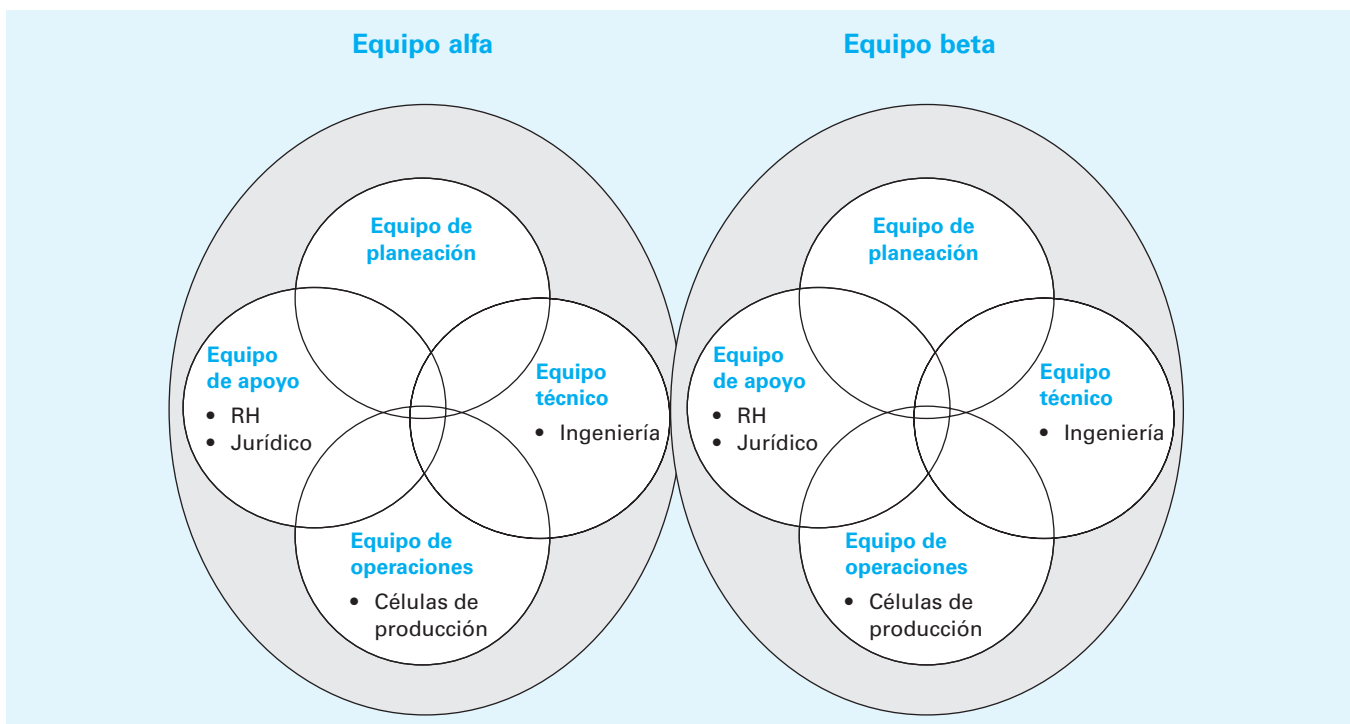 Equipo alfa
Equipo de
planeación
Equipo
de apoyo
• RH
• Jurídico
Equipo
técnico
• Ingeniería
Equipo de
operaciones
• Células de
producción
Equipo beta
Equipo de
planeación
Equipo
de apoyo
• RH
• Jurídico
Equipo
técnico
• Ingeniería
Equipo de
operaciones
• Células de
producción